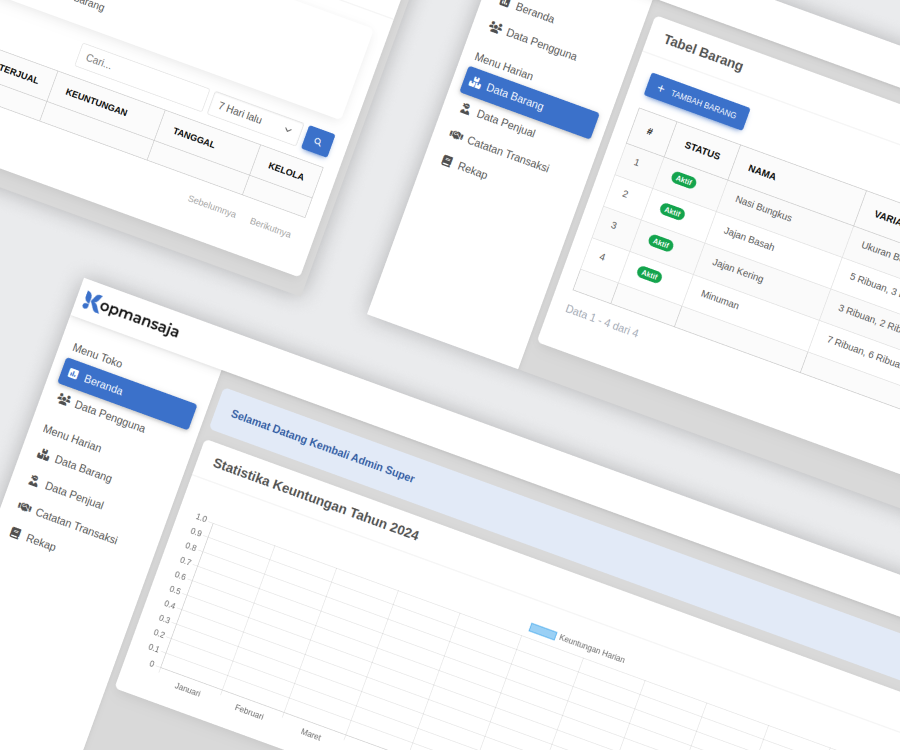 Cari...
7 Hari lalu
KEUNTUNGAN
TANGGAL
KELOLA
Sebelumnya
Berikutnya
Beranda
Data Pengguna
Menu Harian
Data Barang
Data Penjual
Catatan Transaksi
Rekap
Tabel Barang
+ TAMBAH BARANG
# STATUS NAMA
1 Aktif Nasi Bungkus Ukuran
2 Aktif Jajan Basah 5 Ribuan, 3
3 Aktif Jajan Kering 3 Ribuan, 2
4 Aktif Minuman 7 Ribuan, 6
Data 1 - 4 dari 4
Kopmansaja
Menu Toko
Beranda
Data Pengguna
Menu Harian
Data Barang
Data Penjual
Catatan Transaksi
Rekap
Selamat Datang Kembali Admin Super
Statistika Keuntungan Tahun 2024
Keuntungan Harian
1.0
0.9
0.8
0.7
0.6
0.5
0.4
0.3
0.2
0.1
0
Januari
Februari
Maret